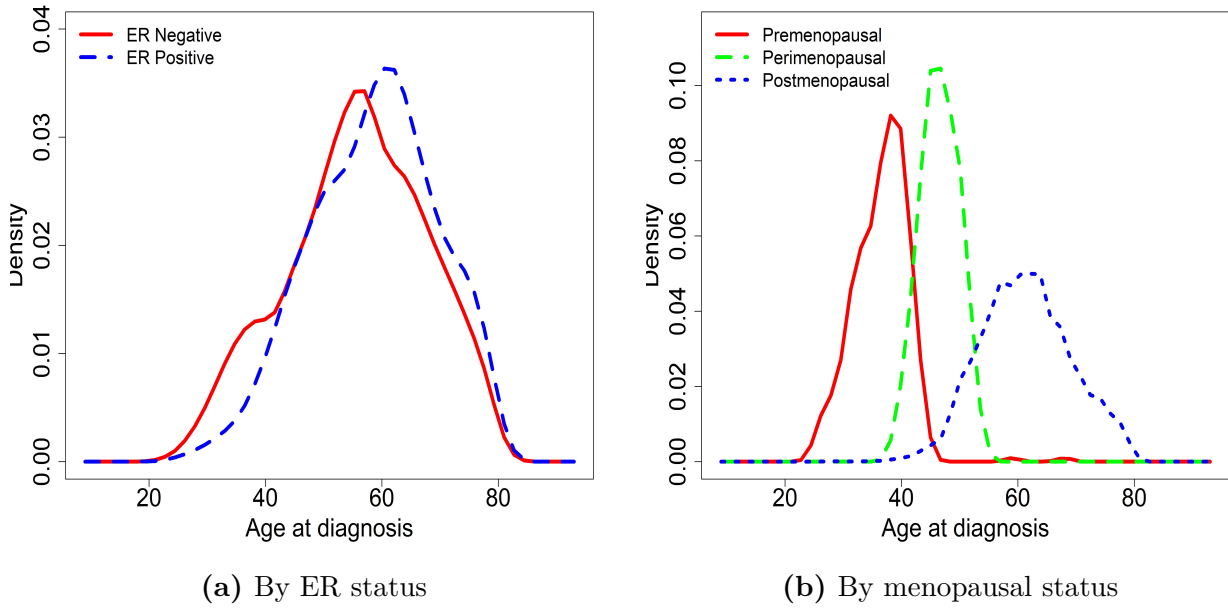 0.04
0.03
0.02
0.01
0.00
Density
ER Negative
ER Positive
20 40 60 80
Age at diagnosis
(a) By ER status
0.10
0.08
0.06
0.04
0.02
0.00
Density
Premenopausal
Perimenopausal
Postmenopausal
20 40 60 80
Age at diagnosis
(b) By menopausal status